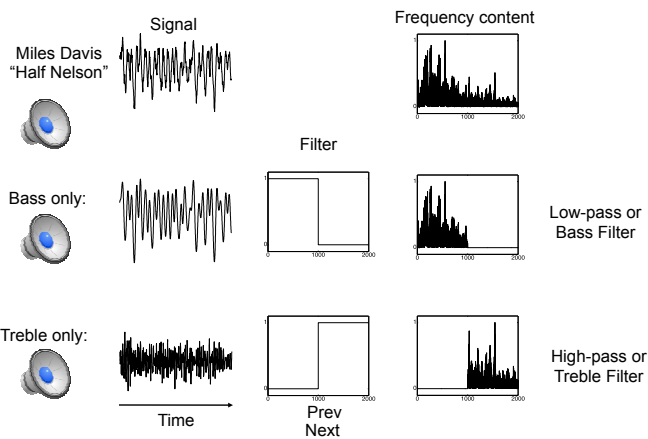 Signal
Frequency content
Miles Davis
“Half Nelson”
1
0
0
1000
2000
Filter
Bass only:
1
0
0
1000
2000
1
0
0
1000
2000
Low-pass or
Bass Filter
Treble only:
1
0
0
1000
2000
1
0
0
1000
2000
High-pass or
Treble Filter
Time
Prev
Next